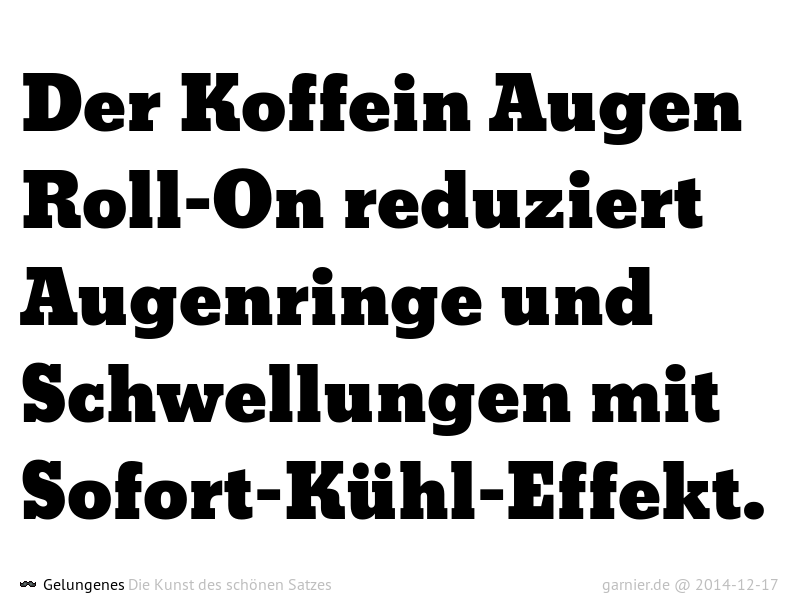 Der Koffein Augen
Roll-On reduziert
Augenringe und
Schwellungen mit
Sofort-Kühl-Effekt.
Gelungenes Die Kunst des schönen Satzes
garnier.de @ 2014-12-17